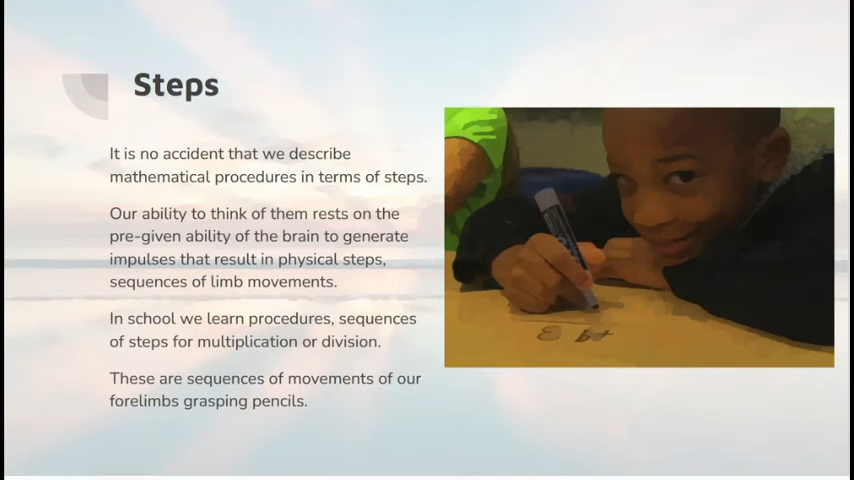 Steps
It is no accident that we describe
mathematical procedures in terms of steps.
Our ability to think of them rests on the
pre-given ability of the brain to generate
impulses that result in physical steps,
sequences of limb movements.
In school we learn procedures, sequences
of steps for multiplication or division.
These are sequences of movements of our
forelimbs grasping pencils.